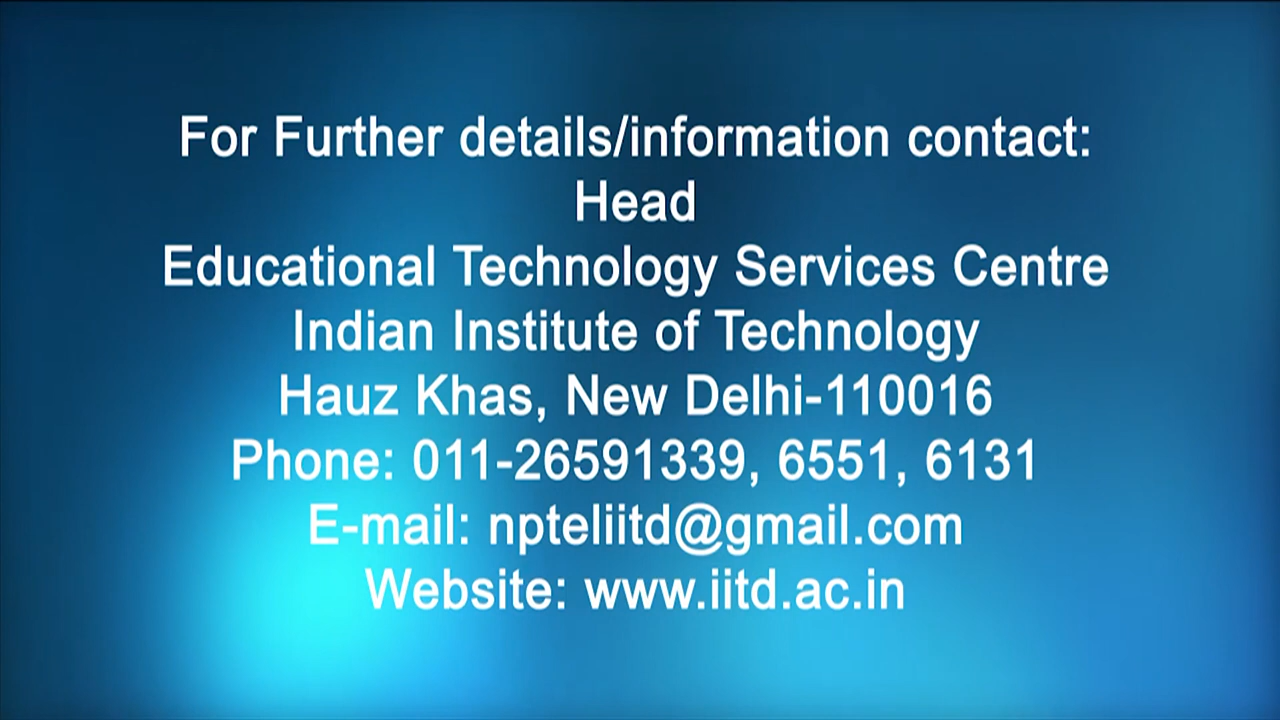 For Further details/information contact:
Head
Educational Technology Services Centre
Indian Institute of Technology
Hauz Khas, New Delhi-110016
Phone: 011-26591339, 6551, 6131
E-mail: npteliitd@gmail.com
Website: www.iitd.ac.in